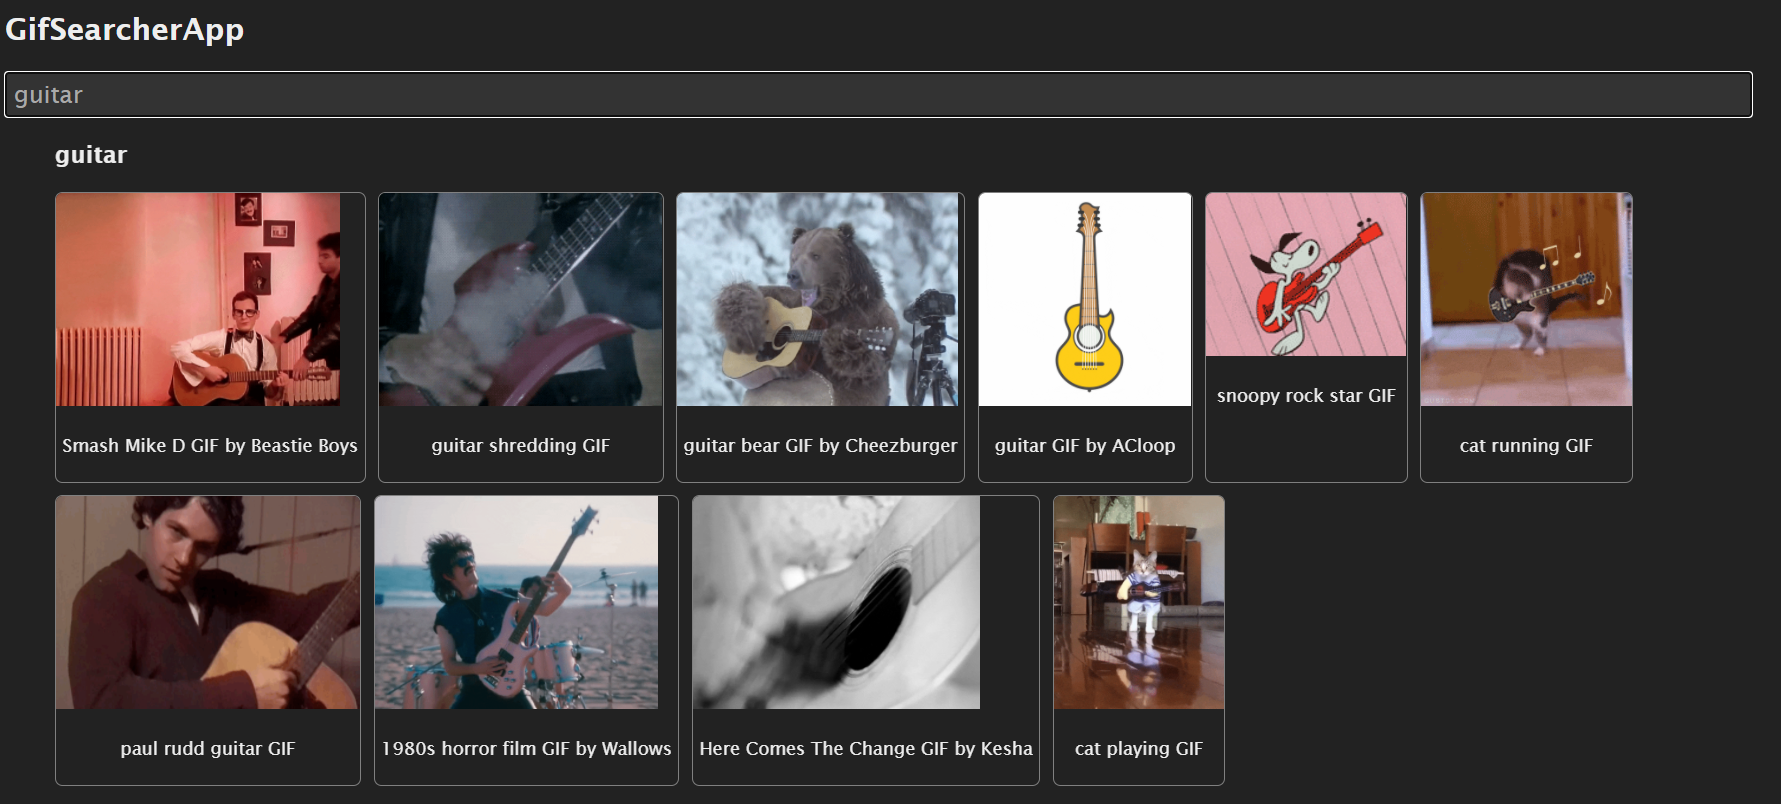 GifSearcherApp
guitar
guitar
Smash Mike D GIF by Beastie Boys
guitar shredding GIF
guitar bear GIF by Cheezburger
guitar GIF by ACloop
snoopy rock star GIF
cat running GIF
paul rudd guitar GIF
1980s horror film GIF by Wallows
Here Comes The Change GIF by Kesha
cat playing GIF